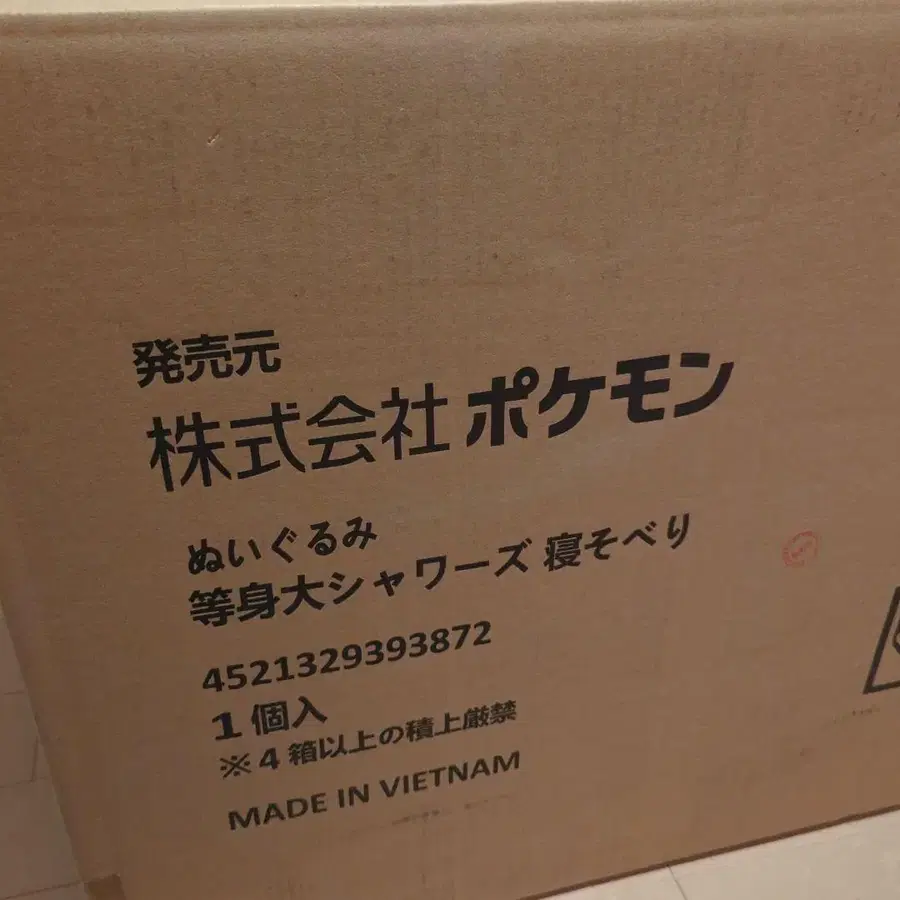 発売元
株式会社ポケモン
ぬいぐるみ
等身大シャワーズ 寝そべり
4521329393872
1個入
※4箱以上の積上厳禁
MADE IN VIETNAM